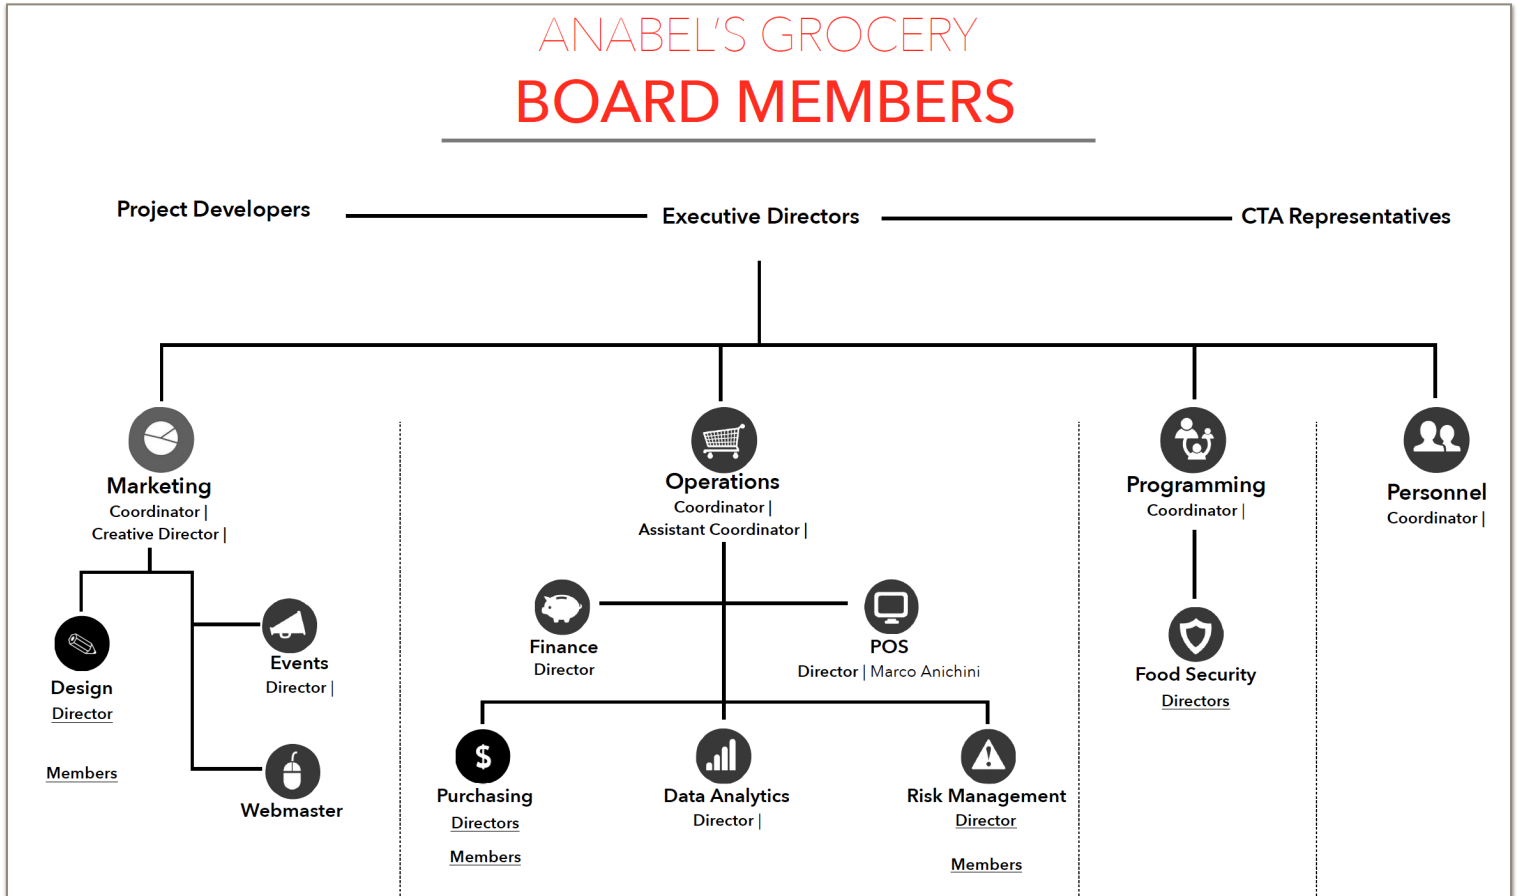 ANABEL'S GROCERY
BOARD MEMBERS
Project Developers
Executive Directors
CTA Representatives
Marketing
Coordinator |
Creative Director |
Design
Director
Members
Events
Director |
Webmaster
Operations
Coordinator |
Assistant Coordinator |
Finance
Director
POS
Director | Marco Anichini
$
Purchasing
Directors
Members
Data Analytics
Director |
Risk Management
Director
Members
Programming
Coordinator |
Food Security
Directors
Personnel
Coordinator |